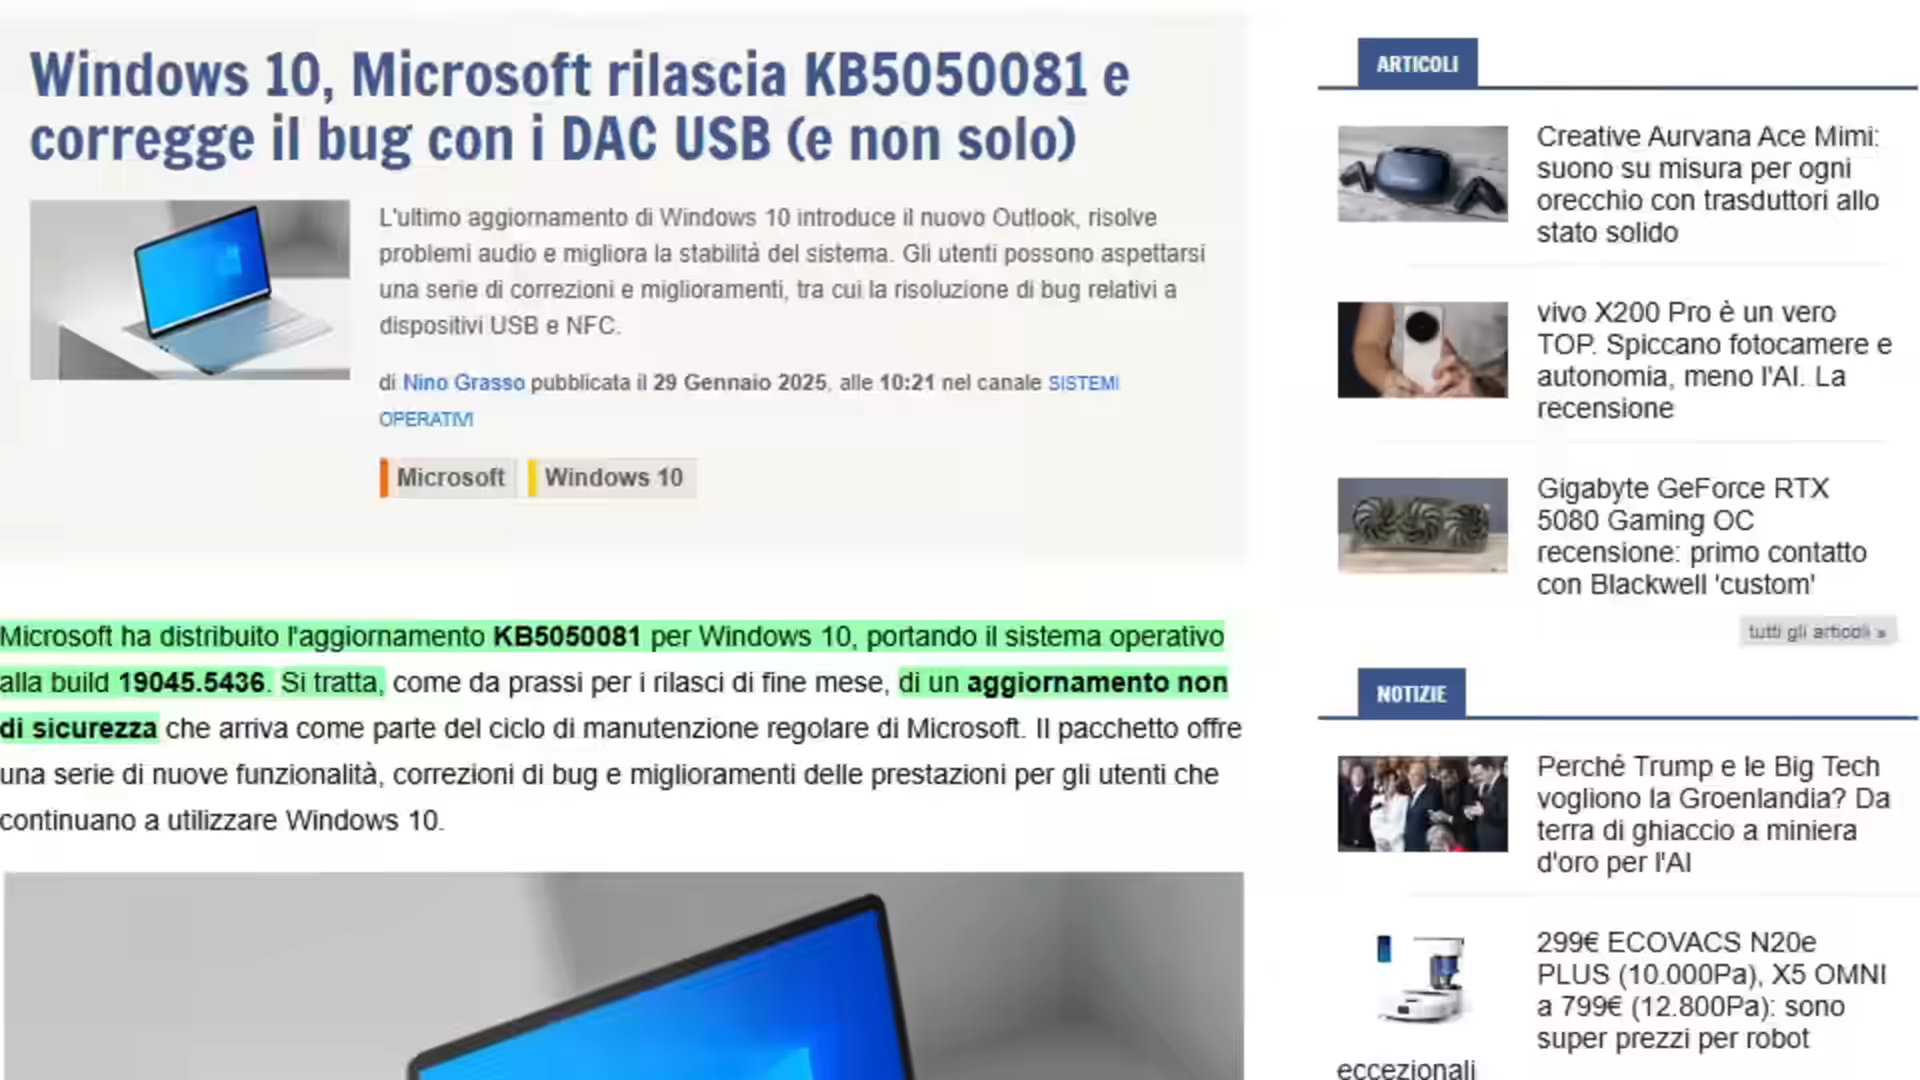 Windows 10, Microsoft rilascia KB5050081 e
corregge il bug con i DAC USB (e non solo)
L'ultimo aggiornamento di Windows 10 introduce il nuovo Outlook, risolve
problemi audio e migliora la stabilità del sistema. Gli utenti possono aspettarsi
una serie di correzioni e miglioramenti, tra cui la risoluzione di bug relativi a
dispositivi USB e NFC.
di Nino Grasso pubblicata il 29 Gennaio 2025, alle 10:21 nel canale SISTEMI
OPERATIVI
Microsoft Windows 10
Microsoft ha distribuito l'aggiornamento KB5050081 per Windows 10, portando il sistema operativo
alla build 19045.5436. Si tratta, come da prassi per i rilasci di fine mese, di un aggiornamento non
di sicurezza che arriva come parte del ciclo di manutenzione regolare di Microsoft. Il pacchetto offre
una serie di nuove funzionalità, correzioni di bug e miglioramenti delle prestazioni per gli utenti che
continuano a utilizzare Windows 10.
ARTICOLI
Creative Aurvana Ace Mimi:
suono su misura per ogni
orecchio con trasduttori allo
stato solido
vivo X200 Pro è un vero
TOP. Spiccano fotocamere e
autonomia, meno l'AI. La
recensione
Gigabyte GeForce RTX
5080 Gaming OC
recensione: primo contatto
con Blackwell 'custom'
tutti gli articoli »
NOTIZIE
Perché Trump e le Big Tech
vogliono la Groenlandia? Da
terra di ghiaccio a miniera
d'oro per l'AI
299€ ECOVACS N20e
PLUS (10.000Pa), X5 OMNI
a 799€ (12.800Pa): sono
super prezzi per robot
eccezionali